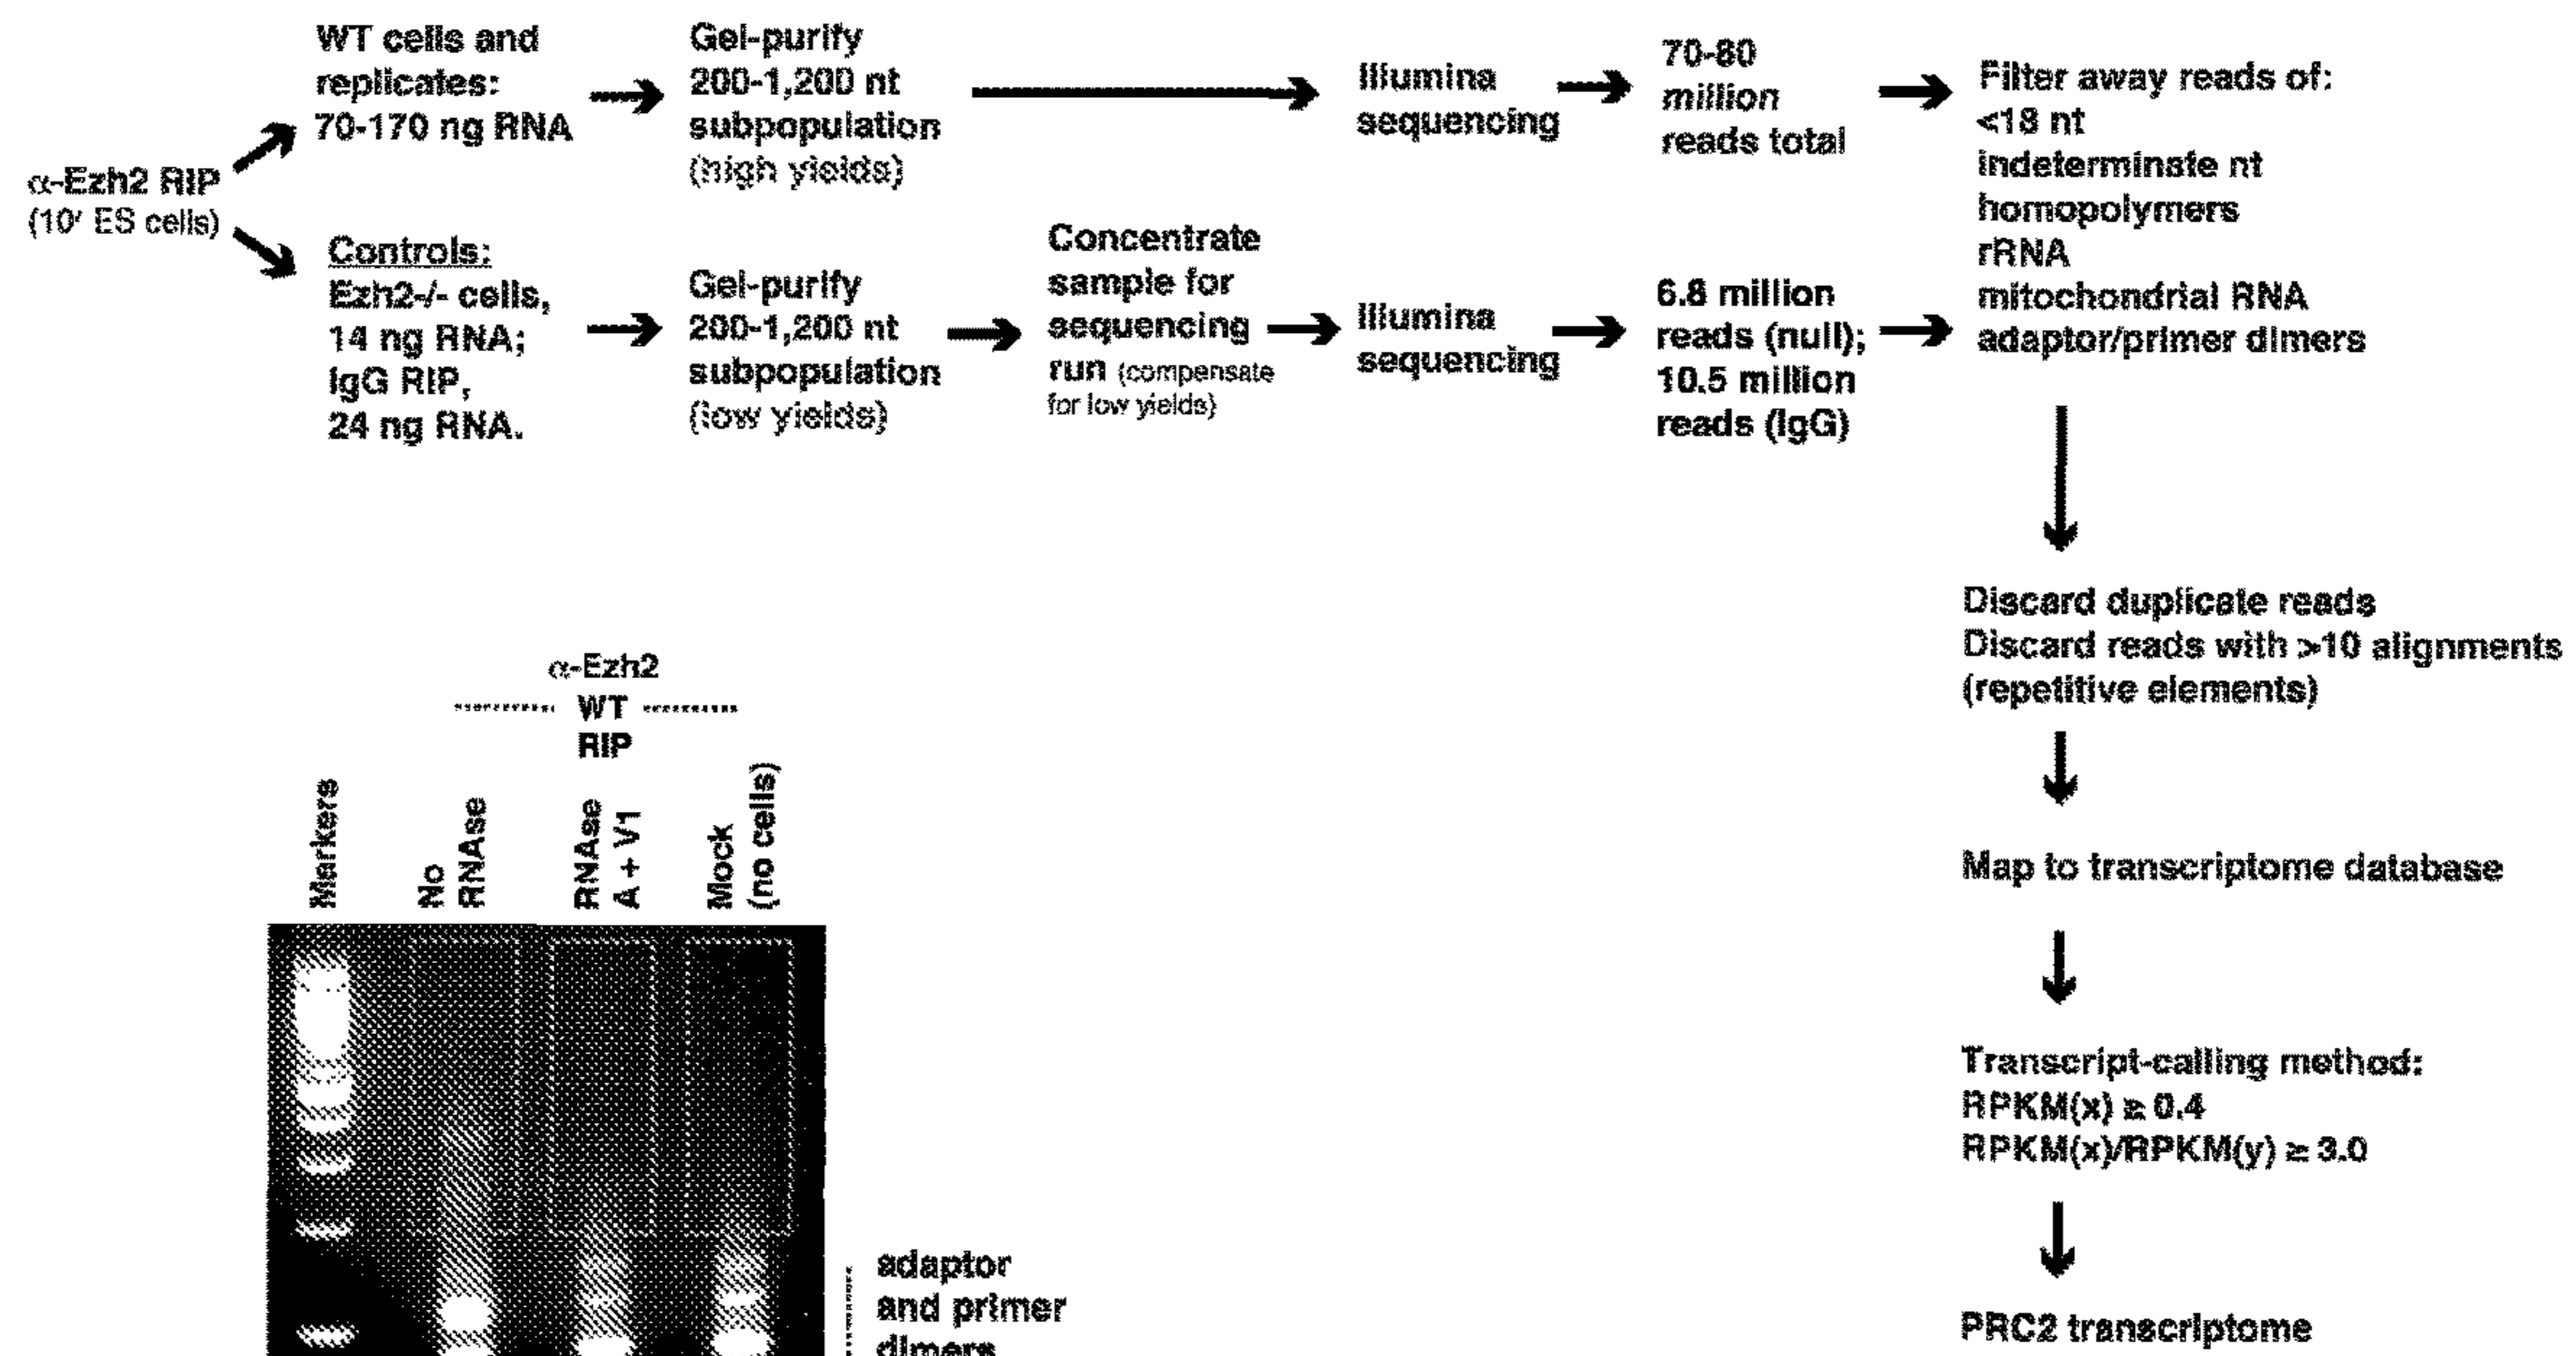 α-Ezh2 RIP
(10′ ES cells)
WT cells and
replicates:
70-170 ng RNA
Gel-purify
200-1,200 nt
subpopulation
(high yields)
Illumina
sequencing
70-80
million
reads total
Filter away reads of:
<18 nt
indeterminate nt
homopolymers
rRNA
mitochondrial RNA
adaptor/primer dimers
Controls:
Ezh2-/- cells,
14 ng RNA;
IgG RIP,
24 ng RNA.
Gel-purify
200-1,200 nt
subpopulation
(low yields)
Concentrate
sample for
sequencing
run (compensate
for low yields)
Illumina
sequencing
6.8 million
reads (null);
10.5 million
reads (IgG)
Discard duplicate reads
Discard reads with >10 alignments
(repetitive elements)
Map to transcriptome database
Transcript-calling method:
RPKM(x) ≥ 0.4
RPKM(x)/RPKM(y) ≥ 3.0
PRC2 transcriptome
α-Ezh2
WT
RIP
Markers
No
RNAse
RNAse
A + V1
Mock
(no cells)
adaptor
and primer
dimers